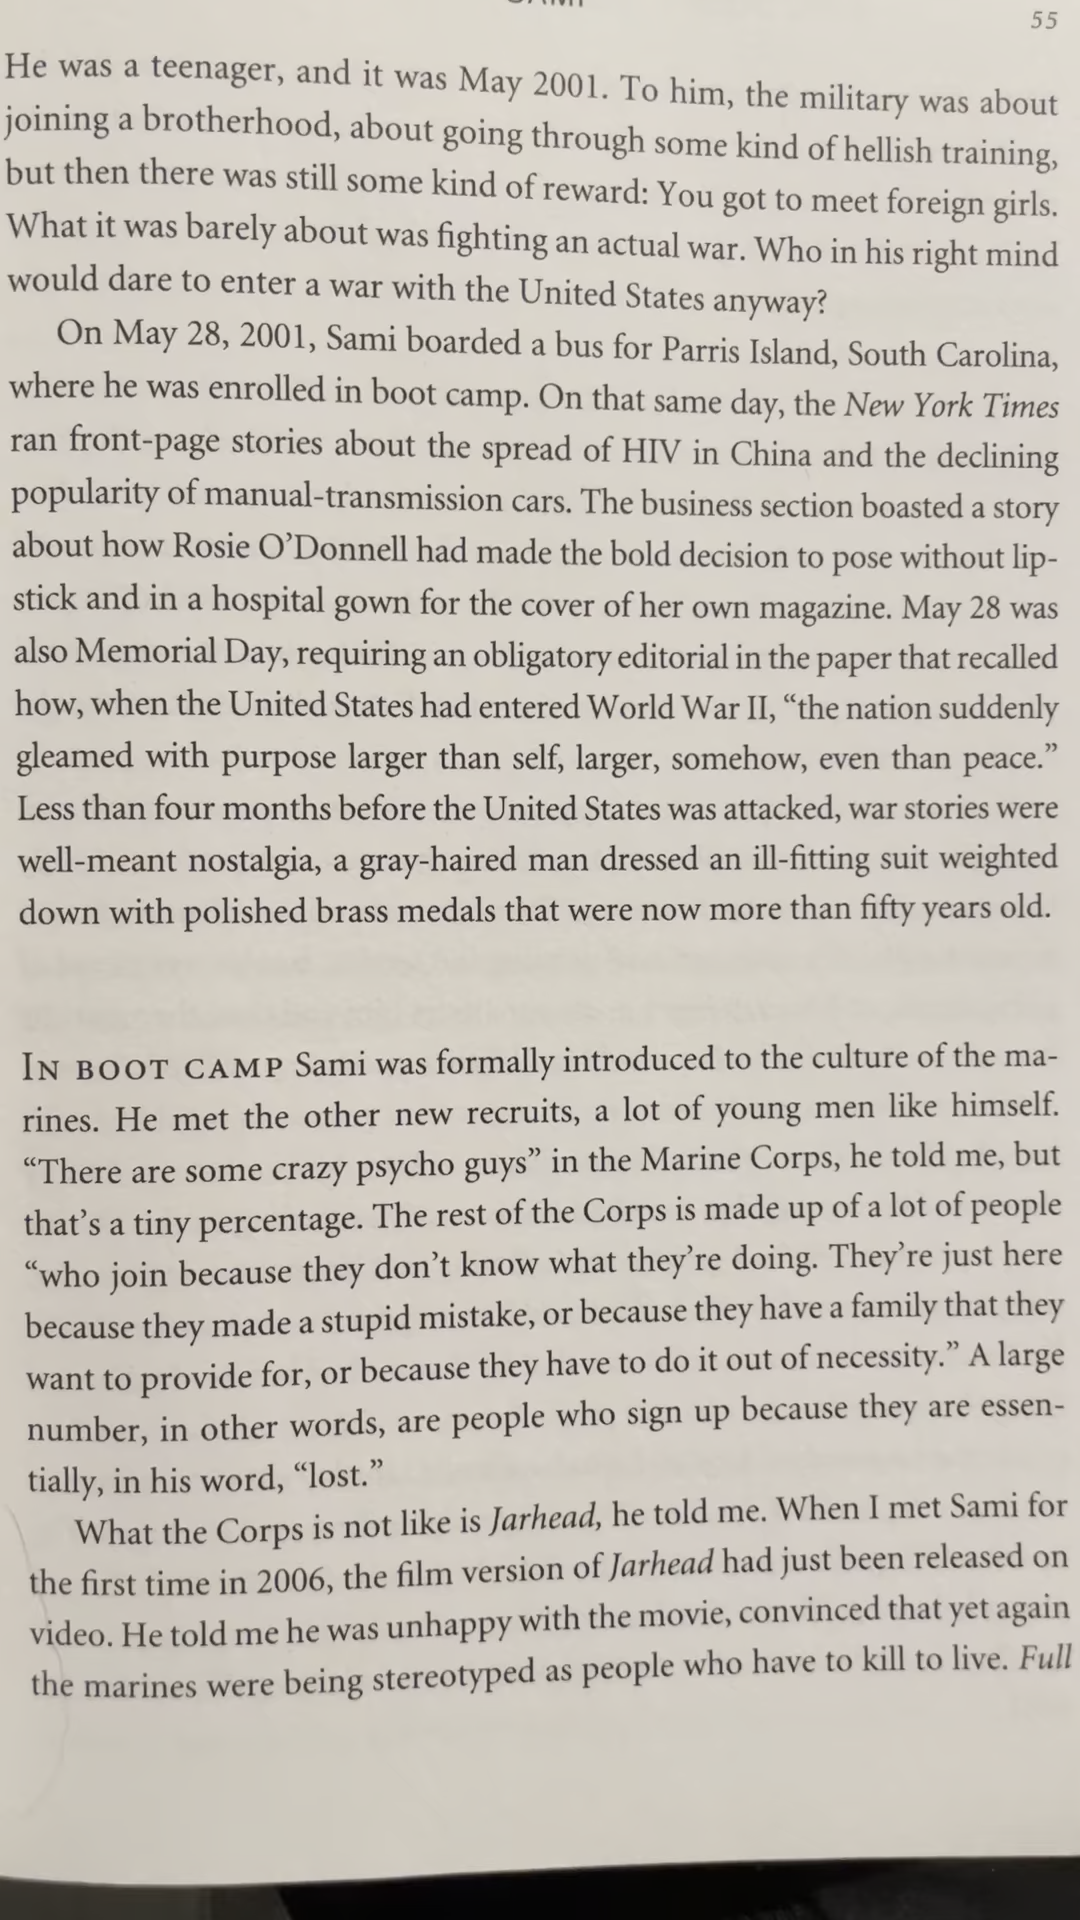 55
He was a teenager, and it was May 2001. To him, the military was about
joining a brotherhood, about going through some kind of hellish training,
but then there was still some kind of reward: You got to meet foreign girls.
What it was barely about was fighting an actual war. Who in his right mind
would dare to enter a war with the United States anyway?
On May 28, 2001, Sami boarded a bus for Parris Island, South Carolina,
where he was enrolled in boot camp. On that same day, the New York Times
ran front-page stories about the spread of HIV in China and the declining
popularity of manual-transmission cars. The business section boasted a story
about how Rosie O’Donnell had made the bold decision to pose without lip-
stick and in a hospital gown for the cover of her own magazine. May 28 was
also Memorial Day, requiring an obligatory editorial in the paper that recalled
how, when the United States had entered World War II, “the nation suddenly
gleamed with purpose larger than self, larger, somehow, even than peace.”
Less than four months before the United States was attacked, war stories were
well-meant nostalgia, a gray-haired man dressed an ill-fitting suit weighted
down with polished brass medals that were now more than fifty years old.
IN BOOT CAMP Sami was formally introduced to the culture of the ma-
rines. He met the other new recruits, a lot of young men like himself.
“There are some crazy psycho guys” in the Marine Corps, he told me, but
that’s a tiny percentage. The rest of the Corps is made up of a lot of people
“who join because they don’t know what they’re doing. They’re just here
because they made a stupid mistake, or because they have a family that they
want to provide for, or because they have to do it out of necessity.” A large
number, in other words, are people who sign up because they are essen-
tially, in his word, “lost.”
What the Corps is not like is Jarhead, he told me. When I met Sami for
the first time in 2006, the film version of Jarhead had just been released on
video. He told me he was unhappy with the movie, convinced that yet again
the marines were being stereotyped as people who have to kill to live. Full